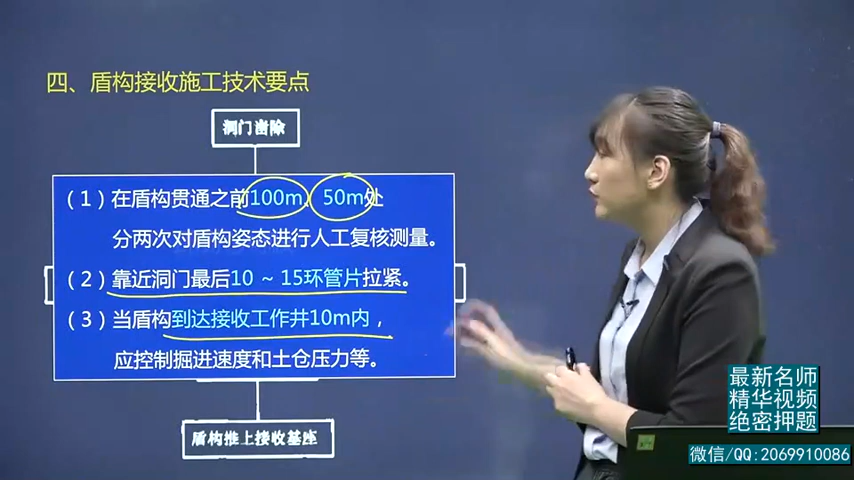 四、盾构接收施工技术要点
洞门凿除
（1）在盾构贯通之前100m、50m处
分两次对盾构姿态进行人工复核测量。
（2）靠近洞门最后10～15环管片拉紧。
（3）当盾构到达接收工作井10m内，
应控制掘进速度和土仓压力等。
盾构推上接收基座
最新名师
精华视频
绝密押题
微信/QQ:2069910086